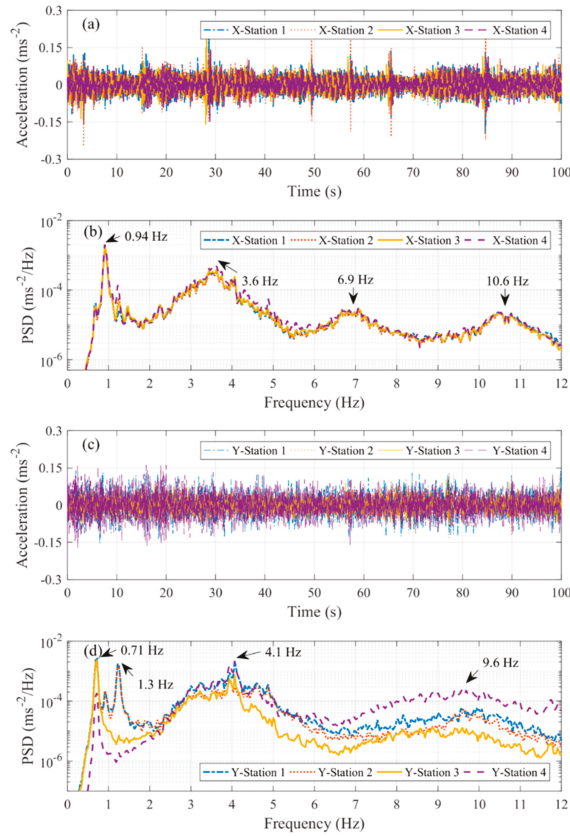 (a)
X-Station 1 X-Station 2 X-Station 3 X-Station 4
Acceleration (ms-2)
0.3
0.15
0
-0.15
-0.3
0 10 20 30 40 50 60 70 80 90 100
Time (s)
(b)
X-Station 1 X-Station 2 X-Station 3 X-Station 4
0.94 Hz
3.6 Hz
6.9 Hz
10.6 Hz
PSD (ms-2/Hz)
10-2
10-4
10-6
0 1 2 3 4 5 6 7 8 9 10 11 12
Frequency (Hz)
(c)
Y-Station 1 Y-Station 2 Y-Station 3 Y-Station 4
Acceleration (ms-2)
0.3
0.15
0
-0.15
-0.3
0 10 20 30 40 50 60 70 80 90 100
Time (s)
(d)
0.71 Hz
1.3 Hz
4.1 Hz
9.6 Hz
PSD (ms-2/Hz)
10-2
10-4
10-6
Y-Station 1 Y-Station 2 Y-Station 3 Y-Station 4
0 1 2 3 4 5 6 7 8 9 10 11 12
Frequency (Hz)